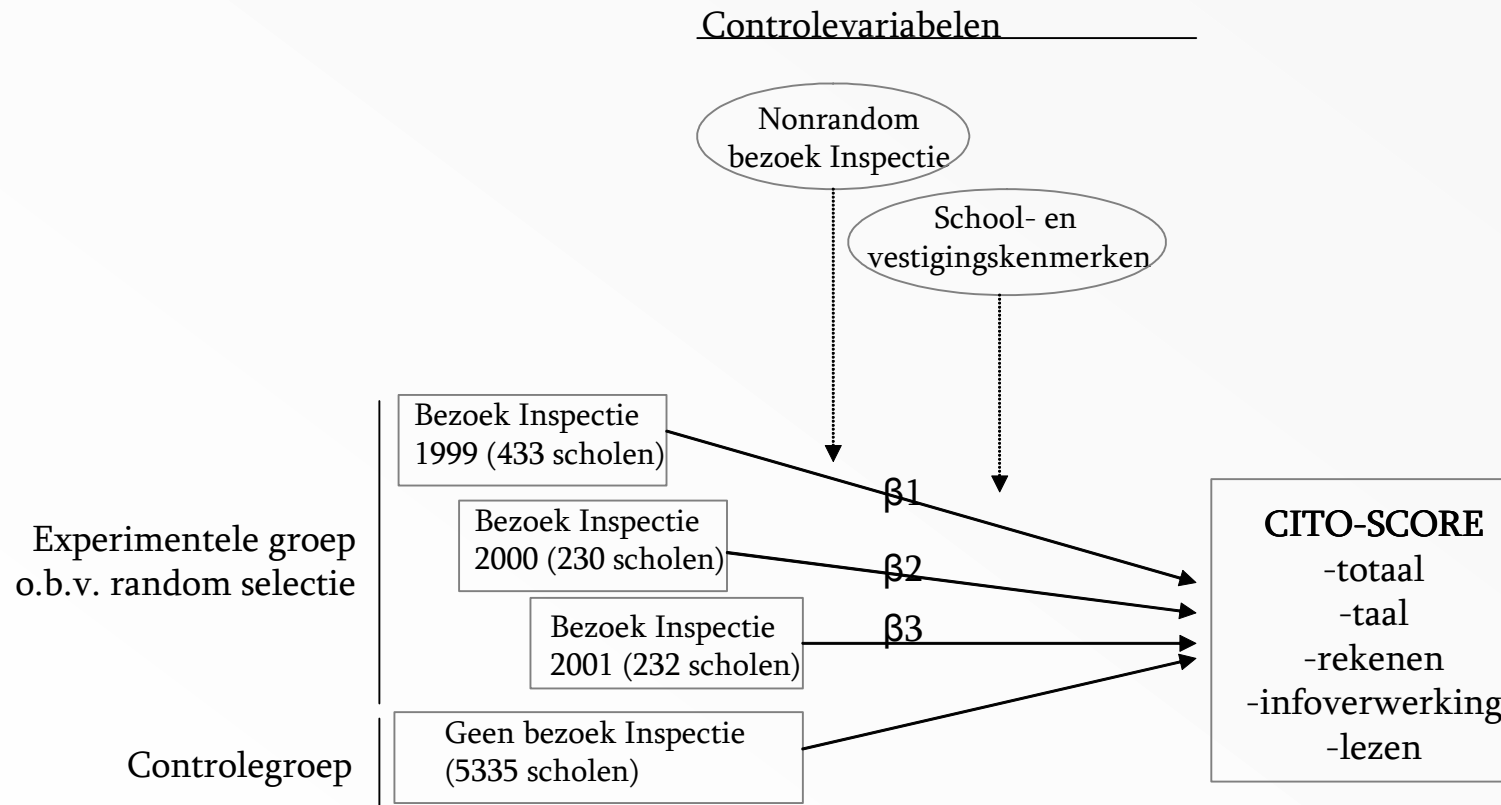 Controlevariabelen
Nonrandom
bezoek Inspectie
School- en
vestigingskenmerken
Experimentele groep
o.b.v. random selectie
Bezoek Inspectie
1999 (433 scholen)
Bezoek Inspectie
2000 (230 scholen)
Bezoek Inspectie
2001 (232 scholen)
β1
β2
β3
Controlegroep
Geen bezoek Inspectie
(5335 scholen)
CITO-SCORE
-totaal
-taal
-rekenen
-infoverwerking
-lezen